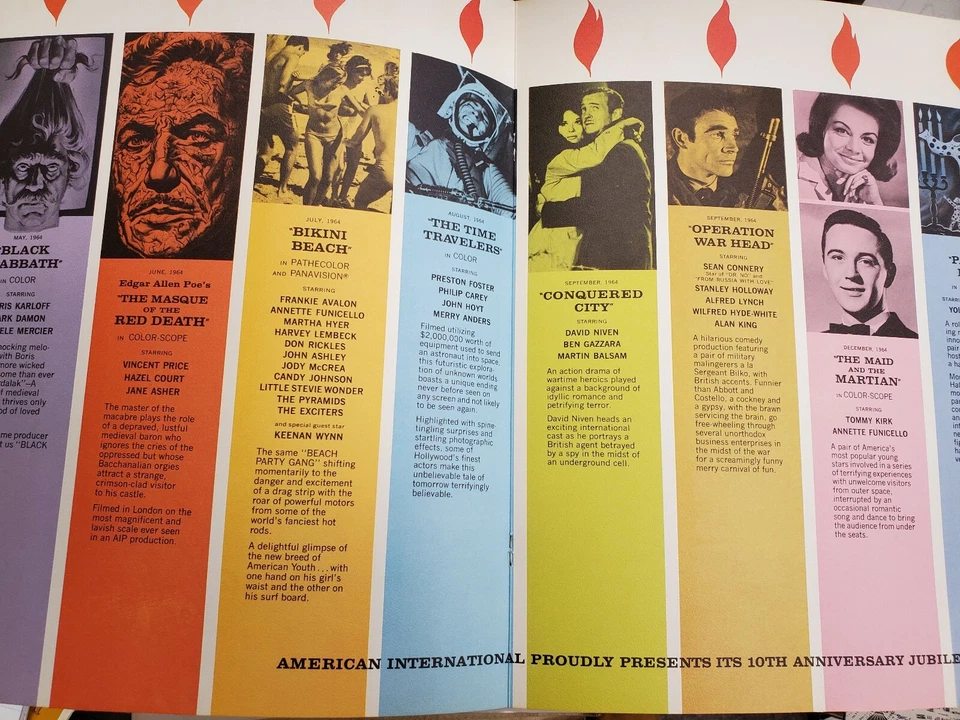 MAY, 1964
"BLACK
ABBATH"
IN COLOR
STARRING
RIS KARLOFF
ARK DAMON
ELE MERCIER
hocking melo-
with Boris
more wicked
ome than ever
rdalak"—A
f medieval
thrives only
od of loved
me producer
t us "BLACK
JUNE, 1964
Edgar Allen Poe's
"THE MASQUE
OF THE
RED DEATH"
IN COLOR-SCOPE
STARRING
VINCENT PRICE
HAZEL COURT
JANE ASHER
The master of the
macabre plays the role
of a depraved, lustful
medieval baron who
ignores the cries of the
oppressed but whose
Bacchanalian orgies
attract a strange,
crimson-clad visitor
to his castle.
Filmed in London on the
most magnificent and
lavish scale ever seen
in an AIP production.
JULY, 1964
"BIKINI
BEACH"
IN PATHECOLOR
AND PANAVISION®
STARRING
FRANKIE AVALON
ANNETTE FUNICELLO
MARTHA HYER
HARVEY LEMBECK
DON RICKLES
JOHN ASHLEY
JODY McCREA
CANDY JOHNSON
LITTLE STEVIE WONDER
THE PYRAMIDS
THE EXCITERS
and special guest star
KEENAN WYNN
The same "BEACH
PARTY GANG" shifting
momentarily to the
danger and excitement
of a drag strip with the
roar of powerful motors
from some of the
world's fanciest hot
rods.
A delightful glimpse of
the new breed of
American Youth...with
one hand on his girl's
waist and the other on
his surf board.
AUGUST, 1964
"THE TIME
TRAVELERS"
IN COLOR
STARRING
PRESTON FOSTER
PHILIP CAREY
JOHN HOYT
MERRY ANDERS
Filmed utilizing
$2,000,000 worth of
equipment used to send
an astronaut into space,
this futuristic explora-
tion of unknown worlds
boasts a unique ending
never before seen on
any screen and not likely
to be seen again.
Highlighted with spine-
tingling surprises and
startling photographic
effects, some of
Hollywood's finest
actors make this
unbelievable tale of
tomorrow terrifyingly
believable.
SEPTEMBER, 1964
"CONQUERED
CITY"
STARRING
DAVID NIVEN
BEN GAZZARA
MARTIN BALSAM
An action drama of
wartime heroics played
against a background of
idyllic romance and
petrifying terror.
David Niven heads an
exciting international
cast as he portrays a
British agent betrayed
by a spy in the midst of
an underground cell.
SEPTEMBER, 1964
"OPERATION
WAR HEAD"
STARRING
SEAN CONNERY
Star of "DR. NO" and
"FROM RUSSIA WITH LOVE"
STANLEY HOLLOWAY
ALFRED LYNCH
WILFRED HYDE-WHITE
ALAN KING
A hilarious comedy
production featuring
a pair of military
malingerers a la
Sergeant Bilko, with
British accents. Funnier
than Abbott and
Costello, a cockney and
a gypsy, with the brawn
servicing the brain, go
free-wheeling through
several unorthodox
business enterprises in
the midst of the war
for a screamingly funny
merry carnival of fun.
DECEMBER, 1964
"THE MAID
AND THE
MARTIAN"
IN COLOR-SCOPE
STARRING
TOMMY KIRK
ANNETTE FUNICELLO
A pair of America's
most popular young
stars involved in a series
of terrifying experiences
with unwelcome visitors
from outer space,
interrupted by an
occasional romantic
song and dance to bring
the audience from under
the seats.
AMERICAN INTERNATIONAL PROUDLY PRESENTS ITS 10TH ANNIVERSARY JUBILE